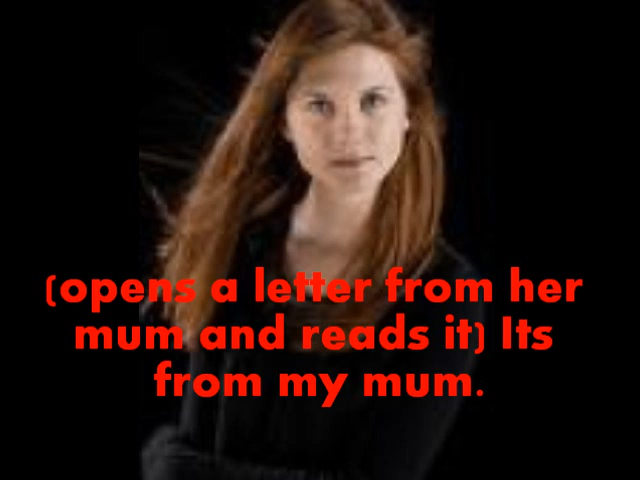 (opens a letter from her
mum and reads it) Its
from my mum.